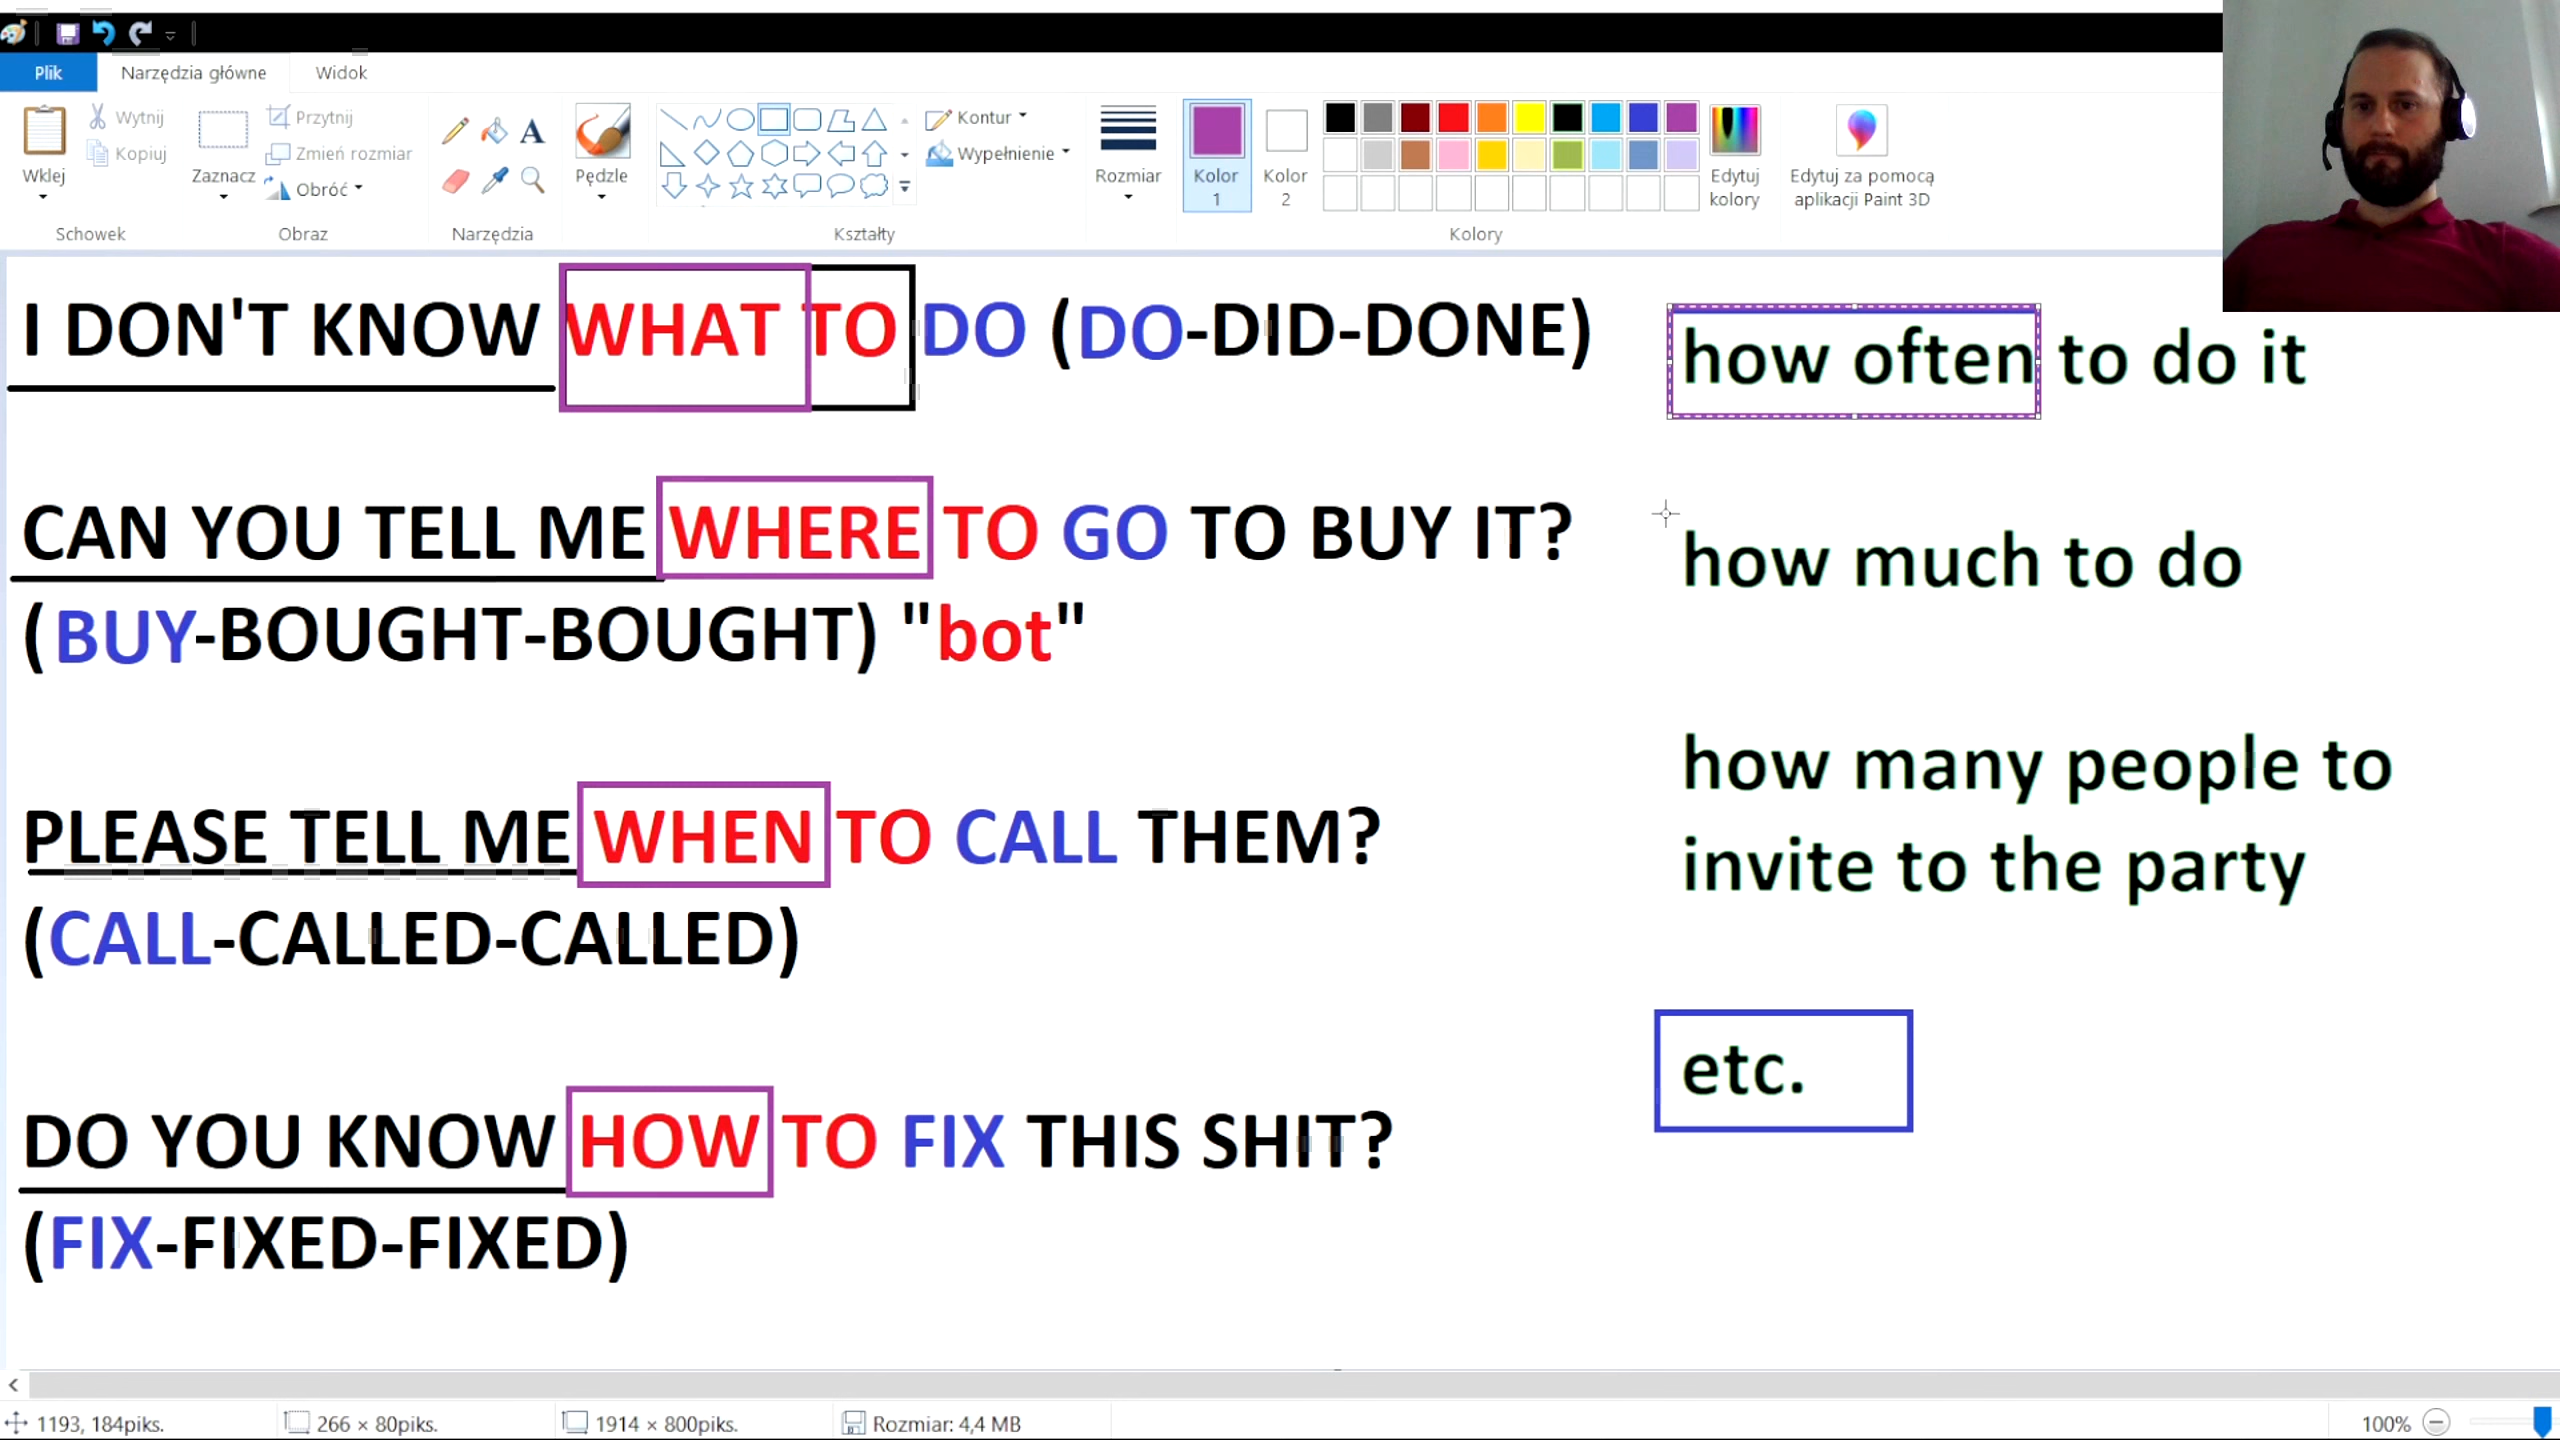 Plik Narzędzia główne Widok
Wklej
Wytnij
Kopiuj
Schowek
Zaznacz
Przytnij
Zmień rozmiar
Obróć
Obraz
A
Narzędzia
Pędzle
Kontur
Wypełnienie
Kształty
Rozmiar
Kolor 1
Kolor 2
Edytuj kolory
Kolory
Edytuj za pomocą aplikacji Paint 3D
I DON'T KNOW WHAT TO DO (DO-DID-DONE)
CAN YOU TELL ME WHERE TO GO TO BUY IT?
(BUY-BOUGHT-BOUGHT) "bot"
PLEASE TELL ME WHEN TO CALL THEM?
(CALL-CALLED-CALLED)
DO YOU KNOW HOW TO FIX THIS SHIT?
(FIX-FIXED-FIXED)
how often to do it
how much to do
how many people to
invite to the party
etc.
1193, 184piks. 266 × 80piks. 1914 × 800piks. Rozmiar: 4,4 MB 100%